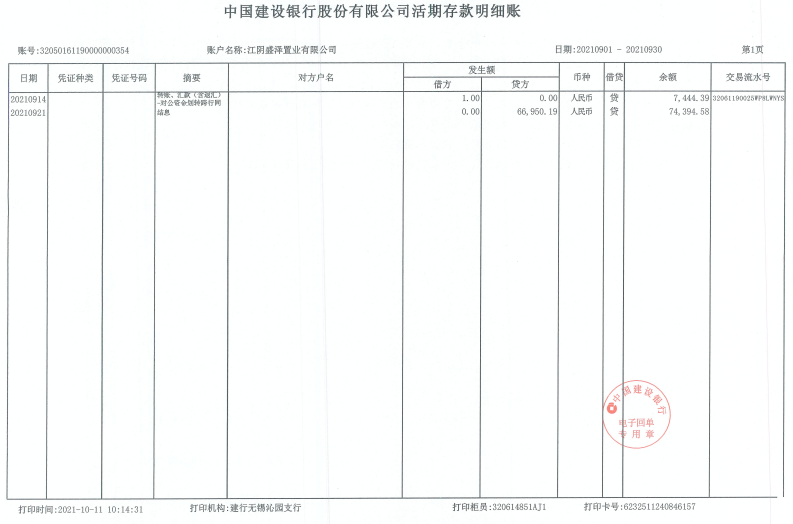 中国建设银行股份有限公司活期存款明细账
账号:32050161190000000354 账户名称:江阴盛泽置业有限公司 日期:20210901 - 20210930 第1页
日期 凭证种类 凭证号码 摘要 对方户名 发生额 币种 借贷 余额 交易流水号
借方 贷方
20210914 转账、汇款（含退汇） 1.00 0.00 人民币 贷 7,444.39 32061190025WP8LWNYS
-对公资金划转跨行同
20210921 结息 0.00 66,950.19 人民币 贷 74,394.58
中国建设银行
电子回单
专用章
打印时间:2021-10-11 10:14:31 打印机构:建行无锡沁园支行 打印柜员:320614851AJ1 打印卡号:6232511240846157